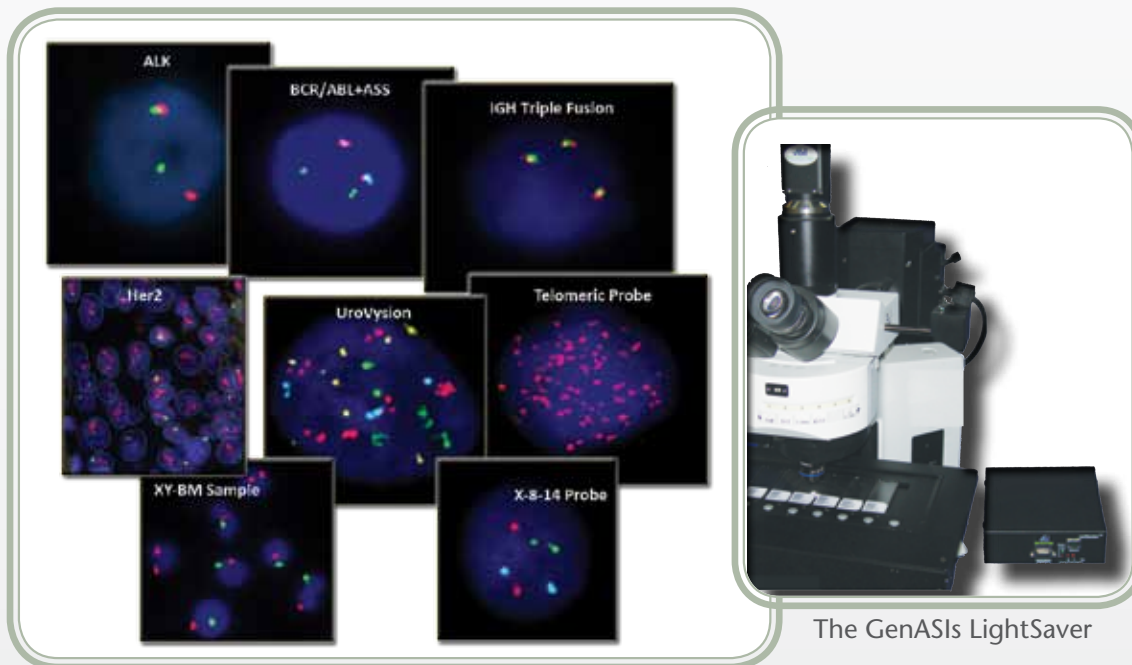 ALK
BCR/ABL+ASS
IGH Triple Fusion
Her2
UroVysion
Telomeric Probe
XY-BM Sample
X-8-14 Probe
The GenASIs LightSaver